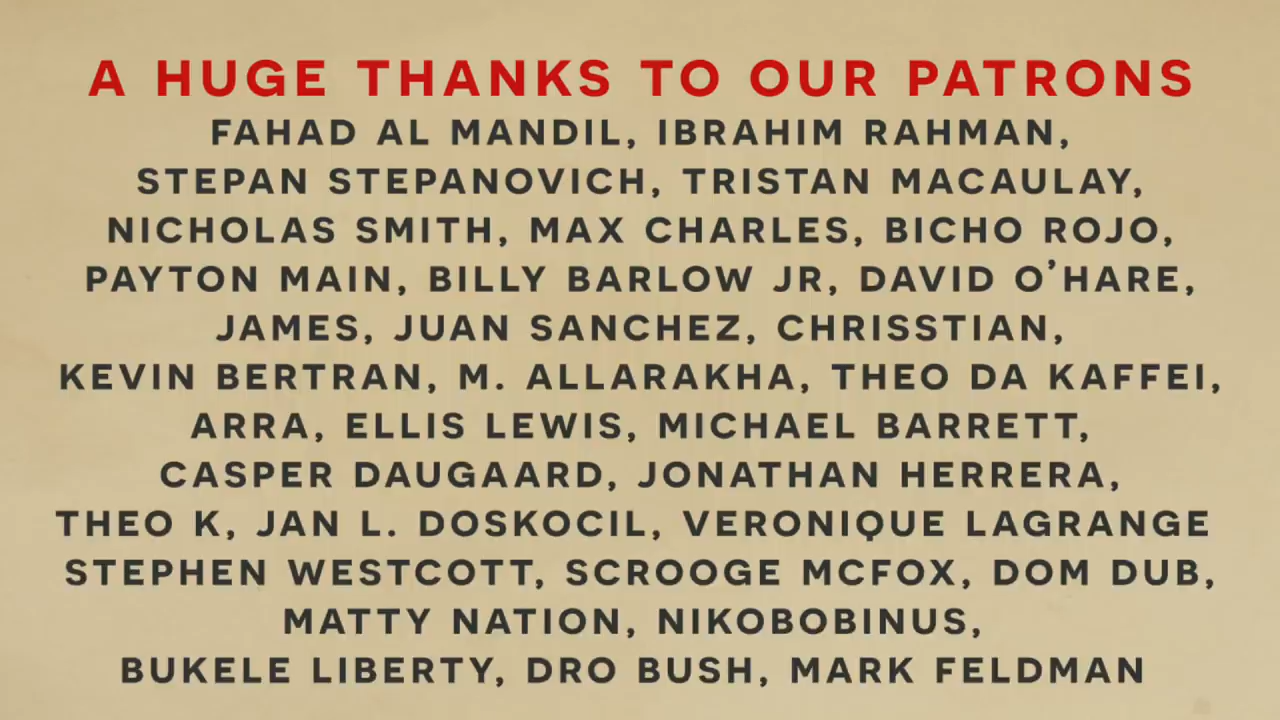 A HUGE THANKS TO OUR PATRONS
FAHAD AL MANDIL, IBRAHIM RAHMAN,
STEPAN STEPANOVICH, TRISTAN MACAULAY,
NICHOLAS SMITH, MAX CHARLES, BICHO ROJO,
PAYTON MAIN, BILLY BARLOW JR, DAVID O'HARE,
JAMES, JUAN SANCHEZ, CHRISSTIAN,
KEVIN BERTRAN, M. ALLARAKHA, THEO DA KAFFEI,
ARRA, ELLIS LEWIS, MICHAEL BARRETT,
CASPER DAUGAARD, JONATHAN HERRERA,
THEO K, JAN L. DOSKOCIL, VERONIQUE LAGRANGE
STEPHEN WESTCOTT, SCROOGE MCFOX, DOM DUB,
MATTY NATION, NIKOBOBINUS,
BUKELE LIBERTY, DRO BUSH, MARK FELDMAN